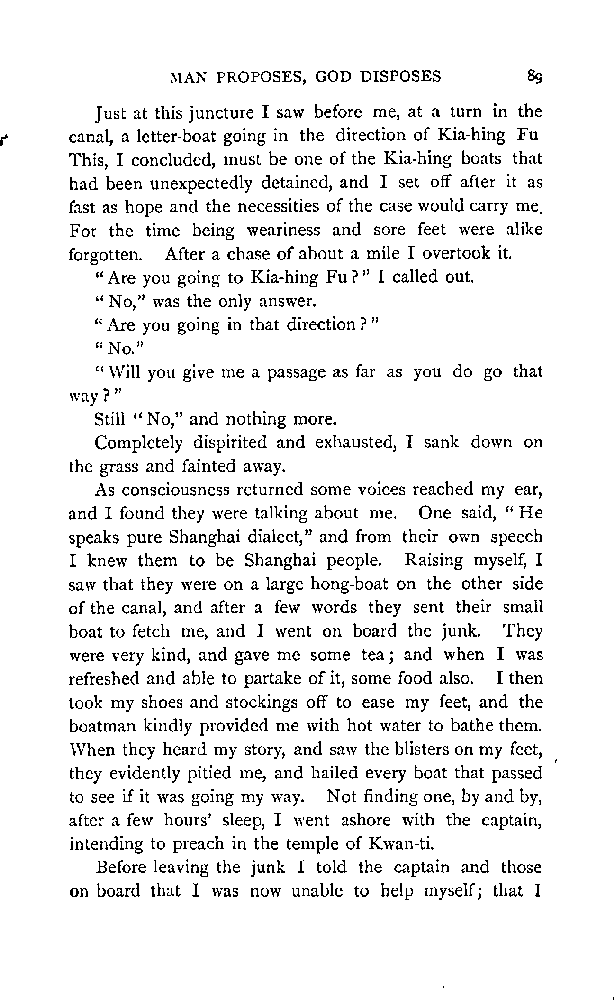 MAN PROPOSES, GOD DISPOSES 89
Just at this juncture I saw before me, at a turn in the
canal, a letter-boat going in the direction of Kia-hing Fu
This, I concluded, must be one of the Kia-hing boats that
had been unexpectedly detained, and I set off after it as
fast as hope and the necessities of the case would carry me.
For the time being weariness and sore feet were alike
forgotten. After a chase of about a mile I overtook it.
"Are you going to Kia-hing Fu?" I called out.
"No," was the only answer.
"Are you going in that direction?"
"No."
"Will you give me a passage as far as you do go that
way?"
Still "No," and nothing more.
Completely dispirited and exhausted, I sank down on
the grass and fainted away.
As consciousness returned some voices reached my ear,
and I found they were talking about me. One said, "He
speaks pure Shanghai dialect," and from their own speech
I knew them to be Shanghai people. Raising myself, I
saw that they were on a large hong-boat on the other side
of the canal, and after a few words they sent their small
boat to fetch me, and I went on board the junk. They
were very kind, and gave me some tea; and when I was
refreshed and able to partake of it, some food also. I then
took my shoes and stockings off to ease my feet, and the
boatman kindly provided me with hot water to bathe them.
When they heard my story, and saw the blisters on my feet,
they evidently pitied me, and hailed every boat that passed
to see if it was going my way. Not finding one, by and by,
after a few hours' sleep, I went ashore with the captain,
intending to preach in the temple of Kwan-ti.
Before leaving the junk I told the captain and those
on board that I was now unable to help myself; that I